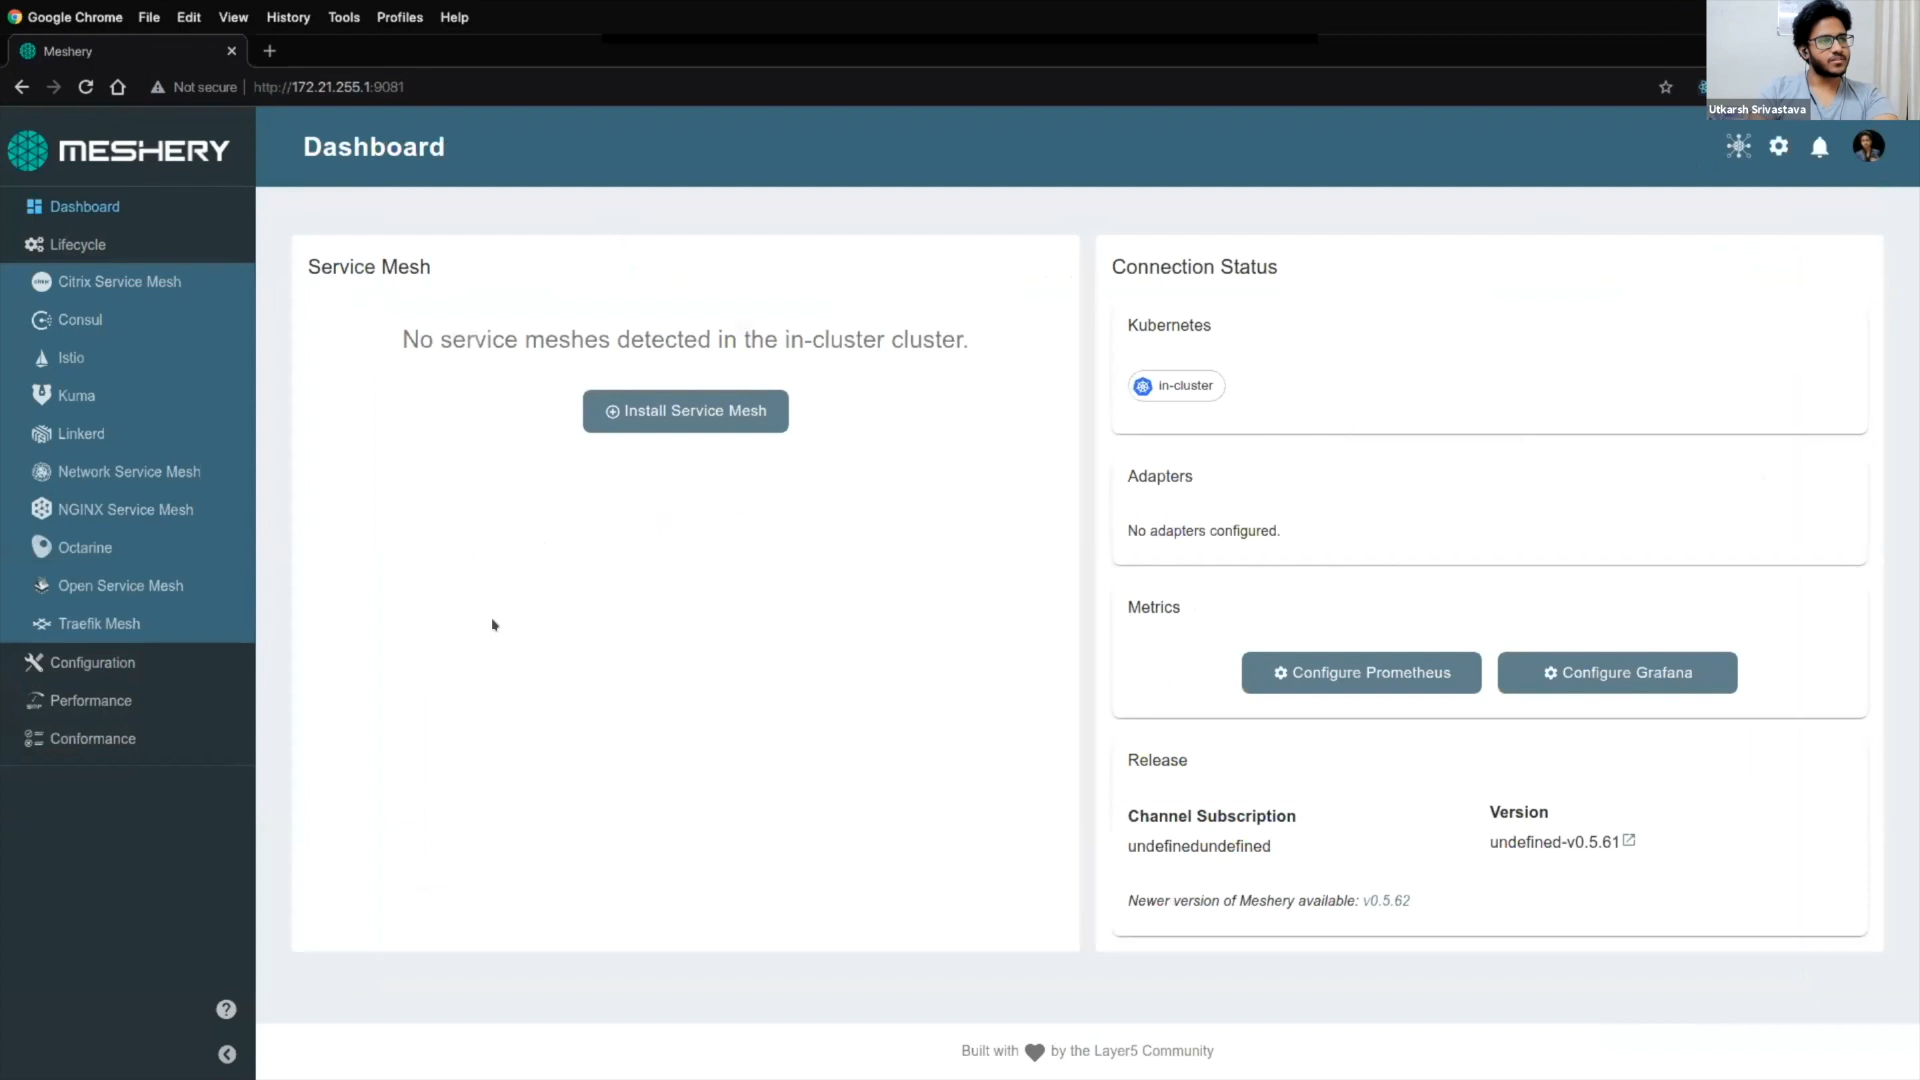 Google Chrome File Edit View History Tools Profiles Help
Meshery
Not secure http://172.21.255.1:9081
Utkarsh Srivastava
MESHERY
Dashboard
Dashboard
Lifecycle
Citrix Service Mesh
Consul
Istio
Kuma
Linkerd
Network Service Mesh
NGINX Service Mesh
Octarine
Open Service Mesh
Traefik Mesh
Configuration
Performance
Conformance
Service Mesh
No service meshes detected in the in-cluster cluster.
Install Service Mesh
Connection Status
Kubernetes
in-cluster
Adapters
No adapters configured.
Metrics
Configure Prometheus
Configure Grafana
Release
Channel Subscription
undefinedundefined
Version
undefined-v0.5.61
Newer version of Meshery available: v0.5.62
Built with by the Layer5 Community